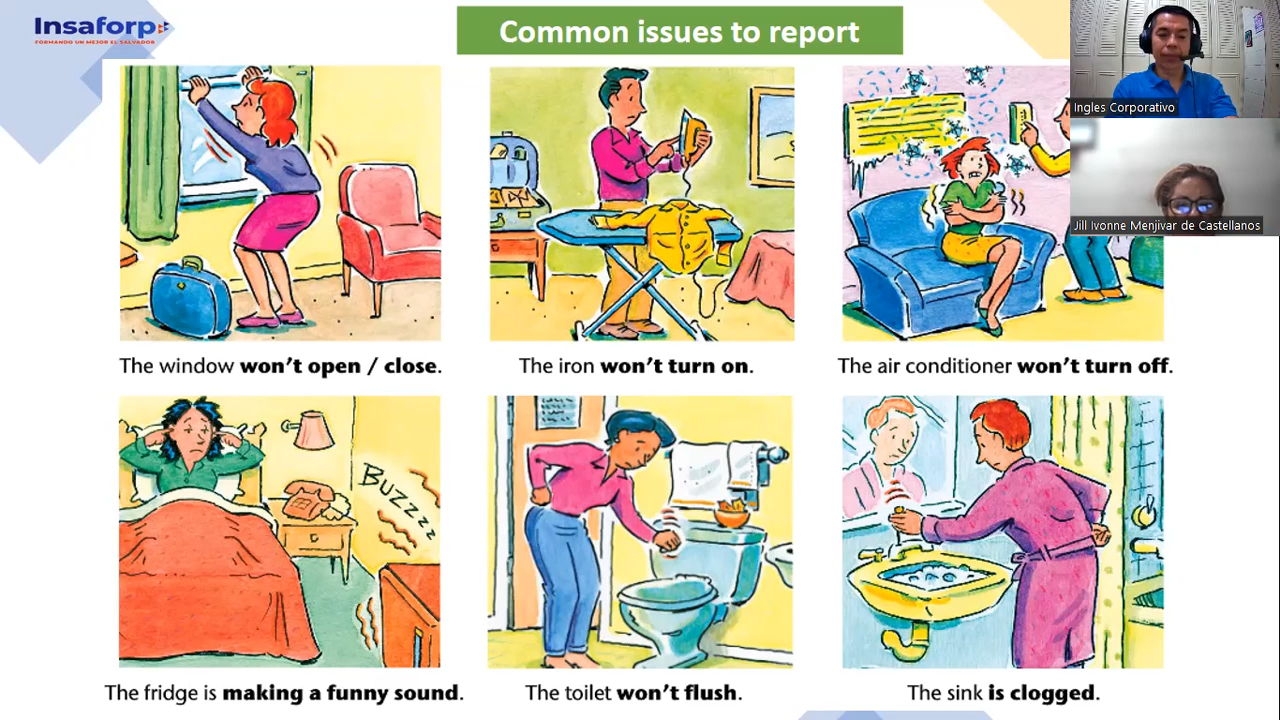 Insaforp
FORMANDO UN MEJOR EL SALVADOR
Common issues to report
Ingles Corporativo
Jill Ivonne Menjivar de Castellanos
The window won't open / close.
The iron won't turn on.
The air conditioner won't turn off.
BUZZZZ
The fridge is making a funny sound.
The toilet won't flush.
The sink is clogged.